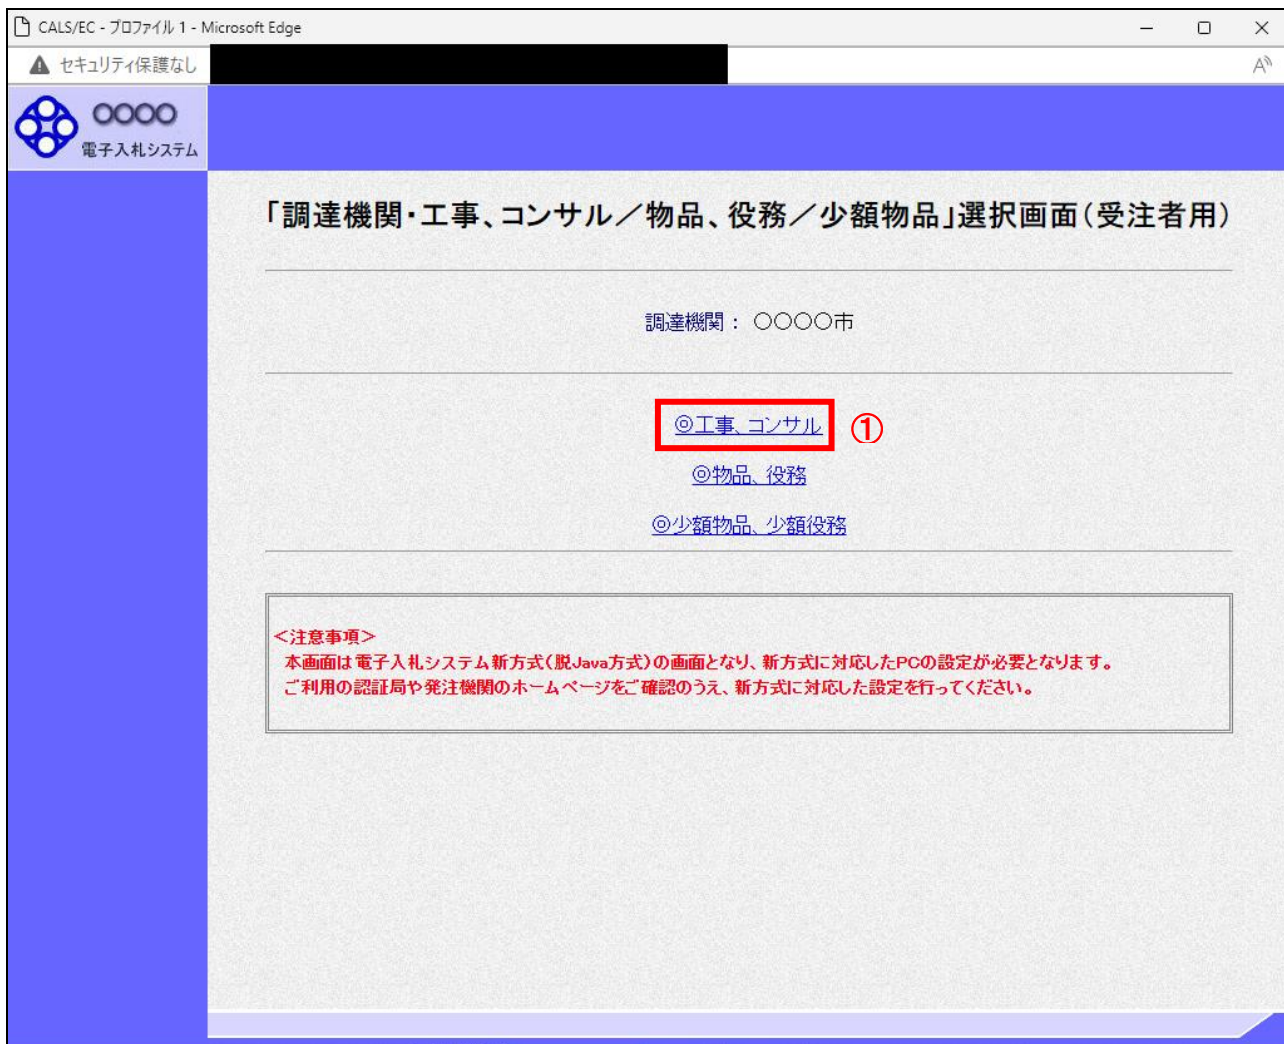 CALS/EC - プロファイル 1 - Microsoft Edge
セキュリティ保護なし
○○○○
電子入札システム
「調達機関・工事、コンサル／物品、役務／少額物品」選択画面（受注者用）
調達機関： ○○○○市
◎工事、コンサル ①
◎物品、役務
◎少額物品、少額役務
＜注意事項＞
本画面は電子入札システム新方式（脱Java方式）の画面となり、新方式に対応したPCの設定が必要となります。
ご利用の認証局や発注機関のホームページをご確認のうえ、新方式に対応した設定を行ってください。